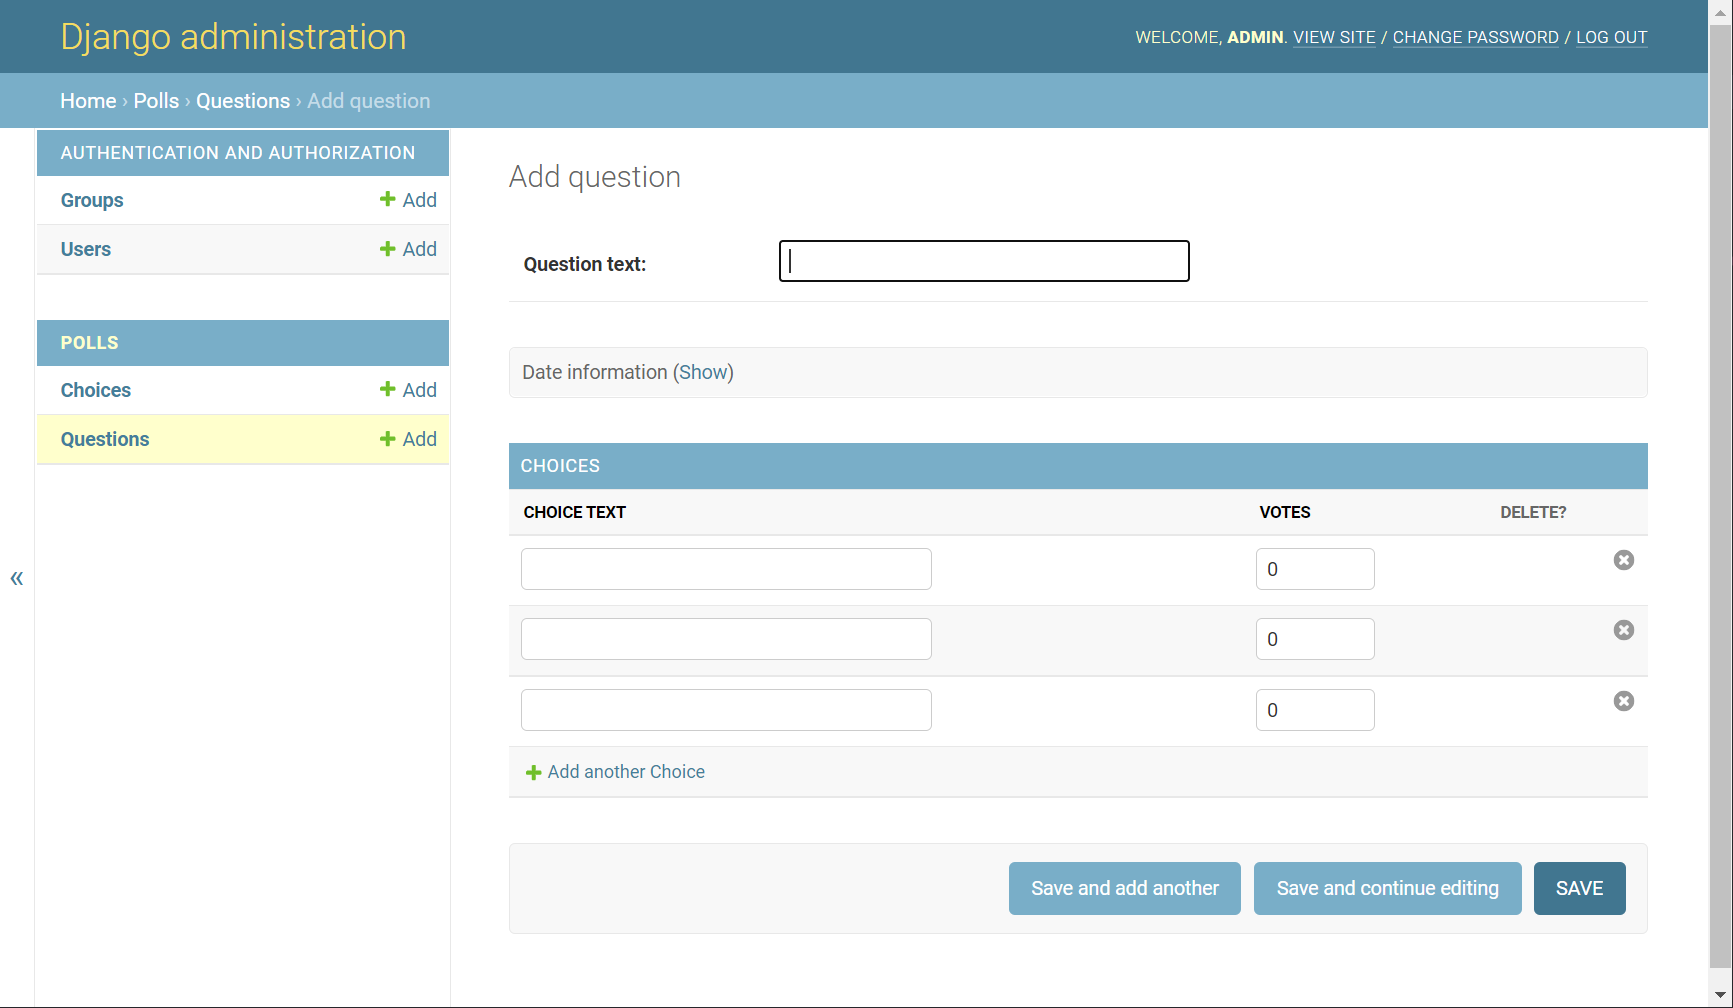 Django administration
WELCOME, ADMIN. VIEW SITE / CHANGE PASSWORD / LOG OUT
Home › Polls › Questions › Add question
AUTHENTICATION AND AUTHORIZATION
Groups Add
Users Add
POLLS
Choices Add
Questions Add
«
Add question
Question text:
Date information (Show)
CHOICES
CHOICE TEXT VOTES DELETE?
0
0
0
Add another Choice
Save and add another Save and continue editing SAVE